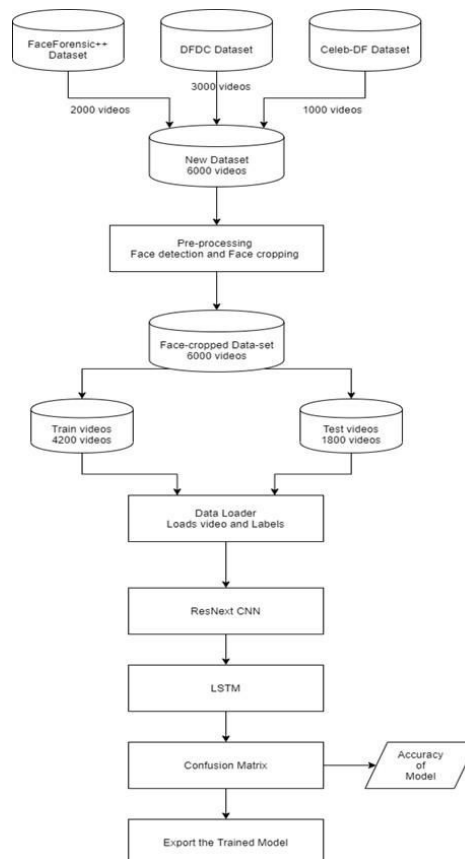 FaceForensic++
Dataset
DFDC Dataset
Celeb-DF Dataset
3000 videos
2000 videos
1000 videos
New Dataset
6000 videos
Pre-processing
Face detection and Face cropping
Face-cropped Data-set
6000 videos
Train videos
4200 videos
Test videos
1800 videos
Data Loader
Loads video and Labels
ResNext CNN
LSTM
Confusion Matrix
Accuracy
of
Model
Export the Trained Model